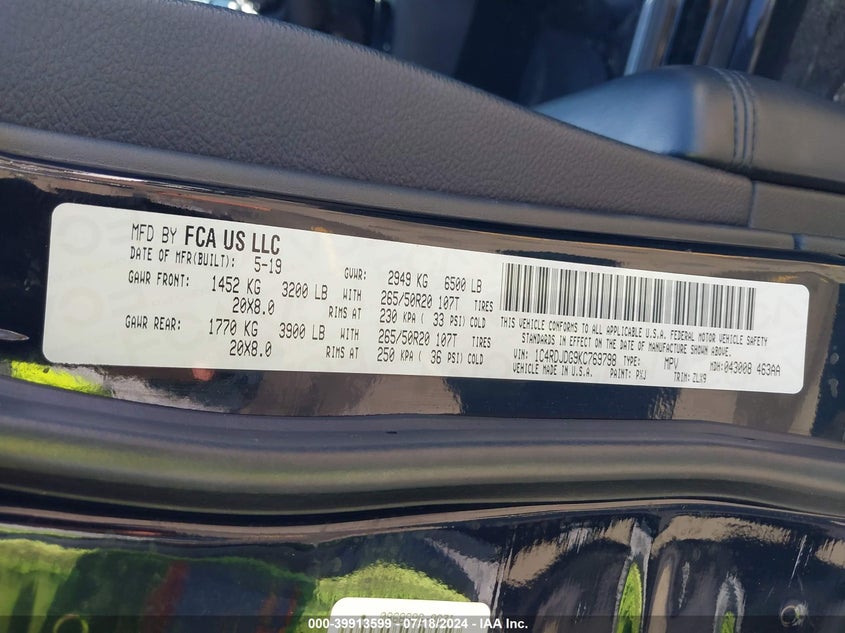 MFD BY FCA US LLC
DATE OF MFR(BUILT): 5-19
GVWR: 2949 KG 6500 LB
GAWR FRONT: 1452 KG 3200 LB WITH 265/50R20 107T TIRES
20X8.0 RIMS AT 230 KPA ( 33 PSI) COLD
GAWR REAR: 1770 KG 3900 LB WITH 265/50R20 107T TIRES
20X8.0 RIMS AT 250 KPA ( 36 PSI) COLD
THIS VEHICLE CONFORMS TO ALL APPLICABLE U.S.A. FEDERAL MOTOR VEHICLE SAFETY
STANDARDS IN EFFECT ON THE DATE OF MANUFACTURE SHOWN ABOVE.
VIN: 1C4RDJDG9KC769798 TYPE: MPV MDH: 043008 463AA
VEHICLE MADE IN U.S.A. PAINT: PXJ TRIM: ZLX9
000-39913599 / 07/18/2024 - IAA Inc.